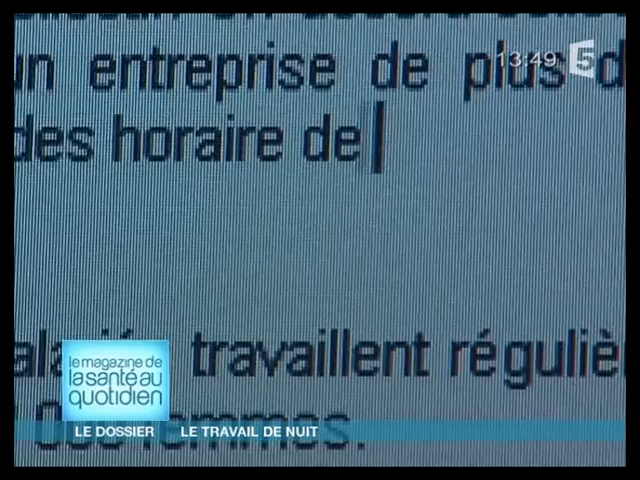 un entreprise de plus d
13:49 5
des horaire de
travaillent réguliè
le magazine de
la santé au
quotidien
LE DOSSIER LE TRAVAIL DE NUIT